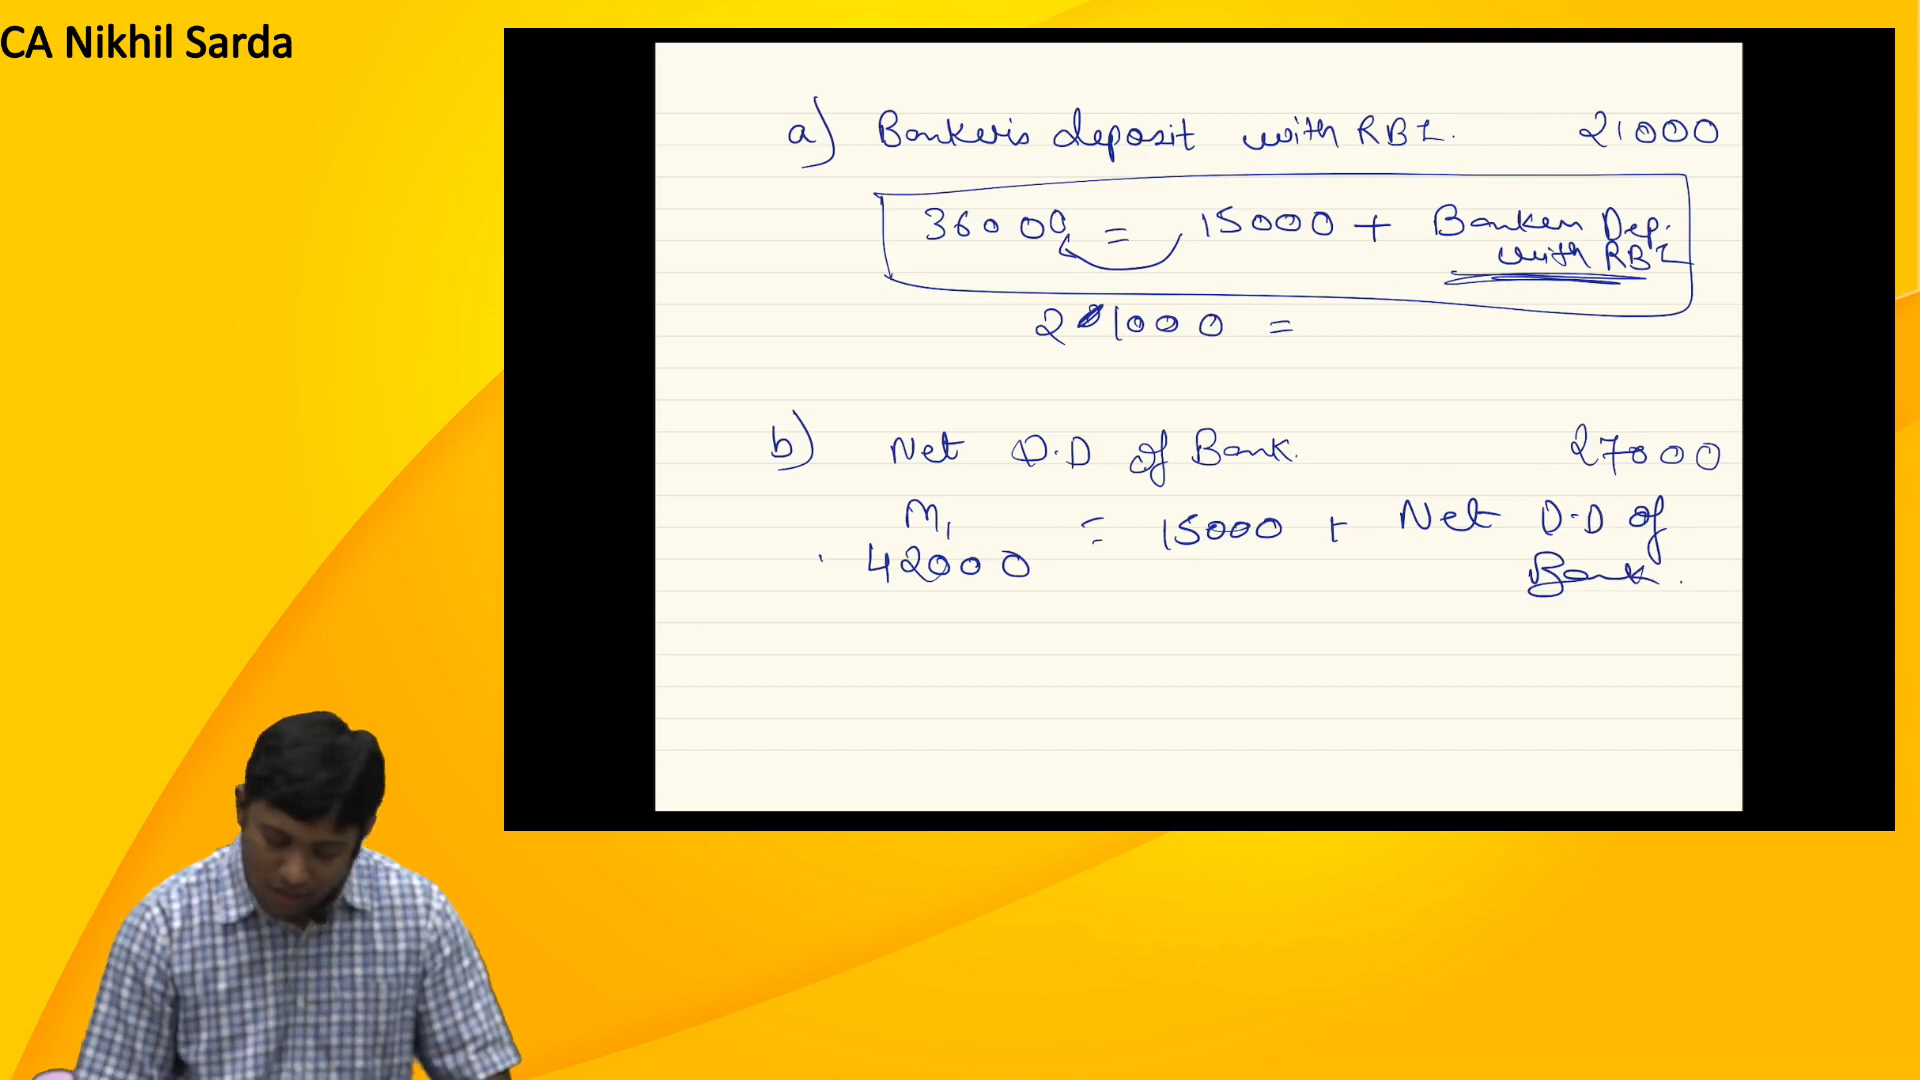 CA Nikhil Sarda
a) Banker's deposit with RBI. 21000
36000 = 15000 + Banker Dep.
with RBI
21000 =
b) Net D.D of Bank. 27000
M1 = 15000 + Net D.D of
42000 Bank.